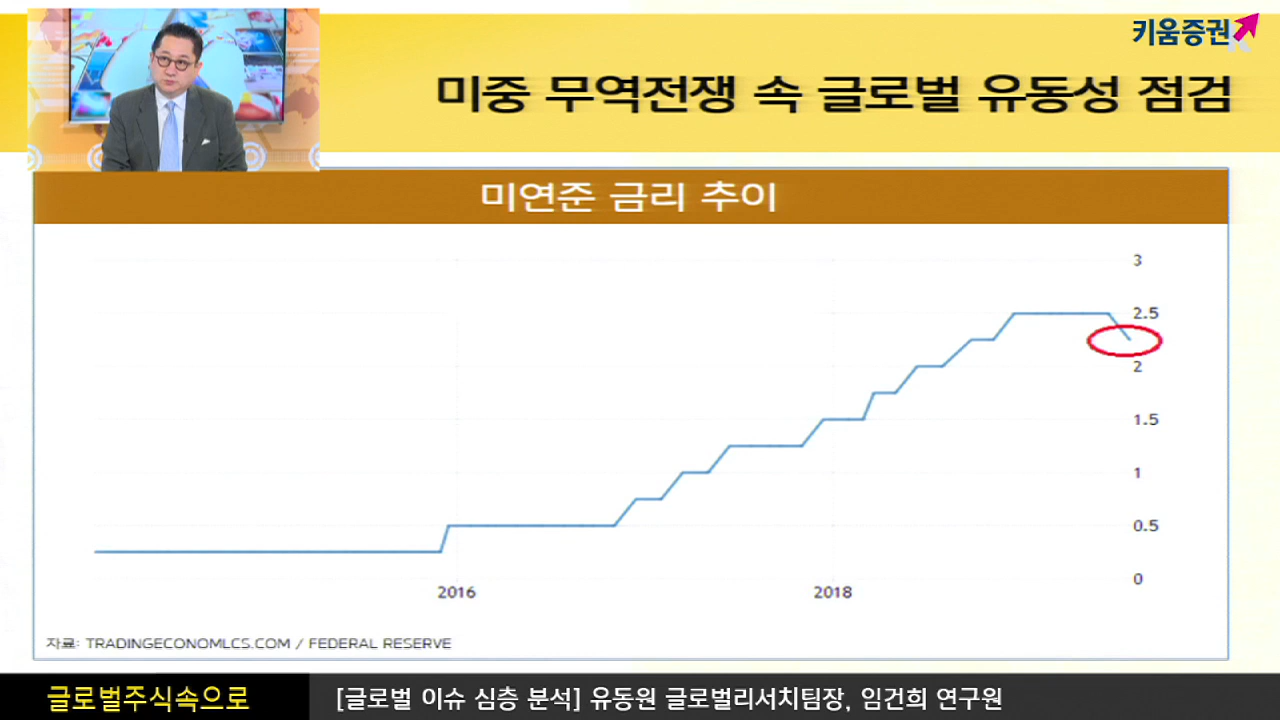 키움증권
미중 무역전쟁 속 글로벌 유동성 점검
미연준 금리 추이
3
2.5
2
1.5
1
0.5
0
2016
2018
자료: TRADINGECONOMLCS.COM / FEDERAL RESERVE
글로벌주식속으로
[글로벌 이슈 심층 분석] 유동원 글로벌리서치팀장, 임건희 연구원